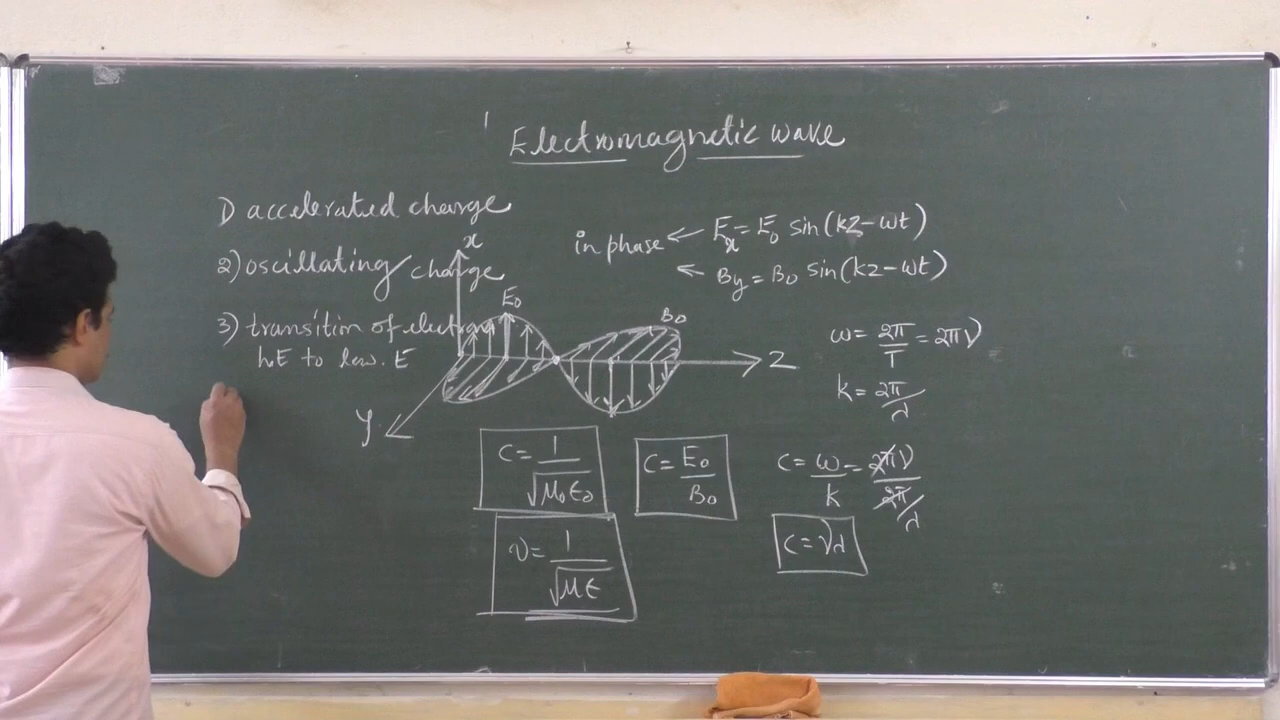 Electromagnetic wave
1) accelerated charge
2) oscillating charge
3) transition of electrons
hE to low. E
x
E₀
B₀
Z
y
in phase ← Eₓ = E₀ sin(kz-ωt)
← By = B₀ sin(kz-ωt)
ω = 2π/T = 2πν
k = 2π/λ
C = 1/√μ₀ε₀
C = E₀/B₀
C = ω/k = 2πν/2π/λ
C = νλ
v = 1/√με